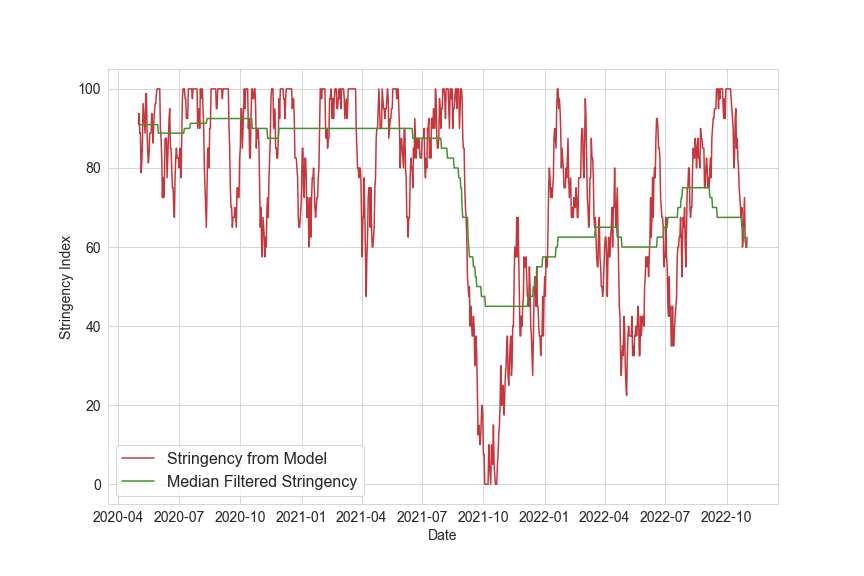 100
80
60
40
20
0
Stringency Index
Stringency from Model
Median Filtered Stringency
2020-04 2020-07 2020-10 2021-01 2021-04 2021-07 2021-10 2022-01 2022-04 2022-07 2022-10
Date